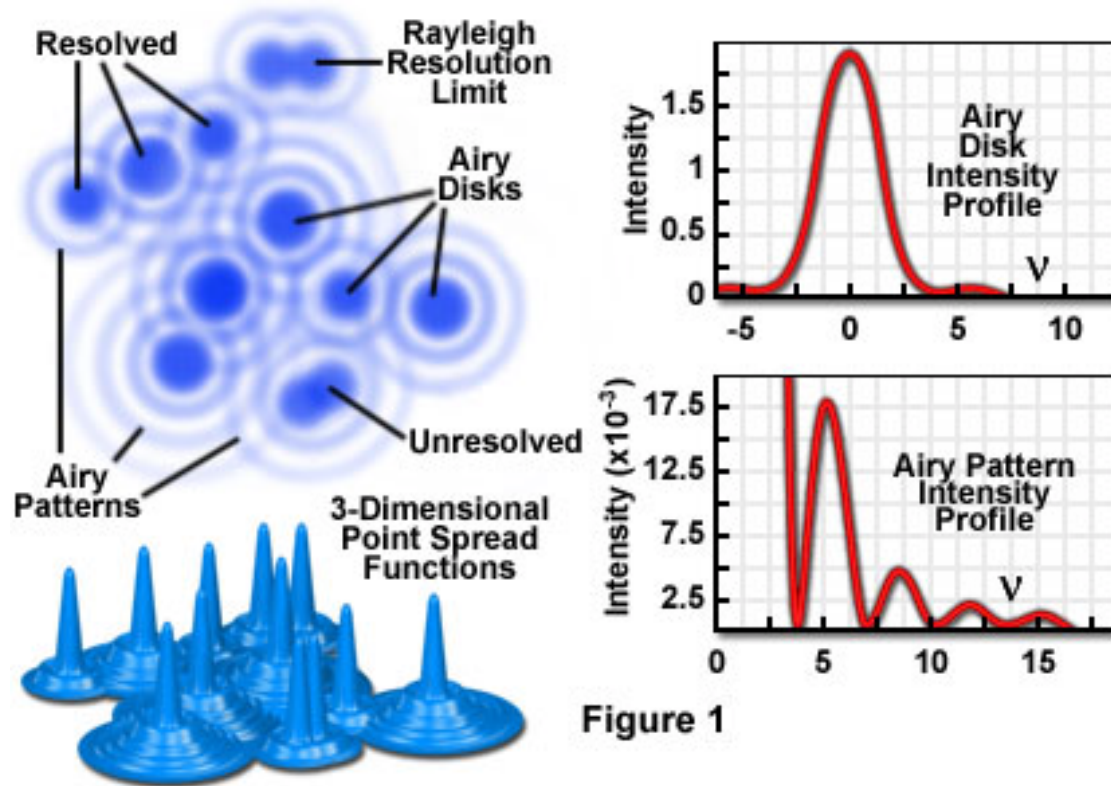 Resolved
Rayleigh
Resolution
Limit
Airy
Disks
Unresolved
Airy
Patterns
3-Dimensional
Point Spread
Functions
Intensity
1.5
1
0.5
0
Airy
Disk
Intensity
Profile
ν
-5 0 5 10
Intensity (x10-3)
17.5
12.5
7.5
2.5
Airy Pattern
Intensity
Profile
ν
0 5 10 15
Figure 1